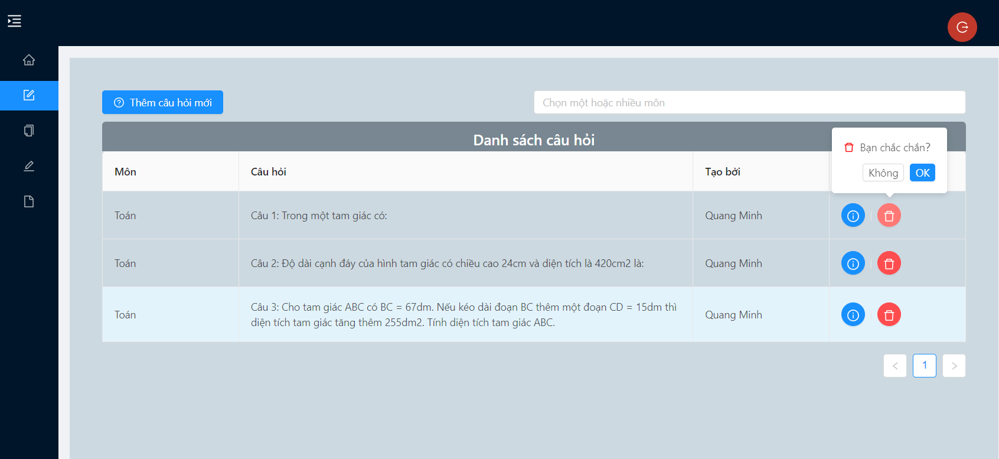 Thêm câu hỏi mới
Chọn một hoặc nhiều môn
Danh sách câu hỏi
Bạn chắc chắn?
Không OK
Môn Câu hỏi Tạo bởi
Toán Câu 1: Trong một tam giác có: Quang Minh
Toán Câu 2: Độ dài cạnh đáy của hình tam giác có chiều cao 24cm và diện tích là 420cm2 là: Quang Minh
Toán Câu 3: Cho tam giác ABC có BC = 67dm. Nếu kéo dài đoạn BC thêm một đoạn CD = 15dm thì
diện tích tam giác tăng thêm 255dm2. Tính diện tích tam giác ABC. Quang Minh
1